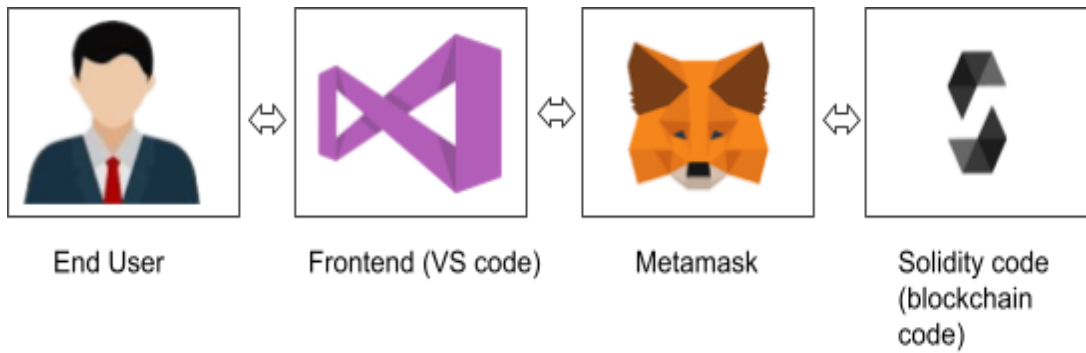 End User
Frontend (VS code)
Metamask
Solidity code
(blockchain
code)